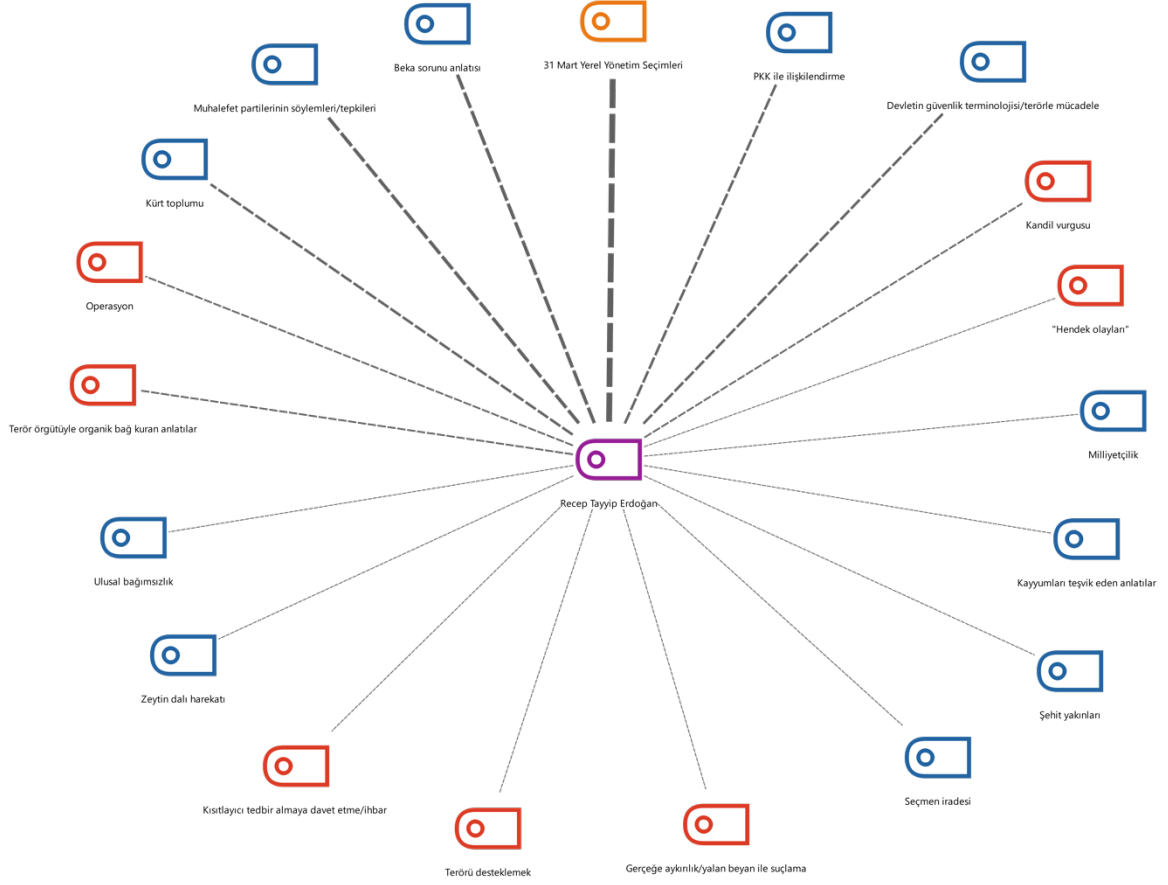 31 Mart Yerel Yönetim Seçimleri
Beka sorunu anlatısı
PKK ile ilişkilendirme
Muhalefet partilerinin söylemleri/tepkileri
Devletin güvenlik terminolojisi/terörle mücadele
Kürt toplumu
Kandil vurgusu
Operasyon
"Hendek olayları"
Terör örgütüyle organik bağ kuran anlatılar
Milliyetçilik
Recep Tayyip Erdoğan
Ulusal bağımsızlık
Kayyumları teşvik eden anlatılar
Zeytin dalı harekatı
Şehit yakınları
Seçmen iradesi
Kısıtlayıcı tedbir almaya davet etme/ihbar
Terörü desteklemek
Gerçeğe aykırılık/yalan beyan ile suçlama